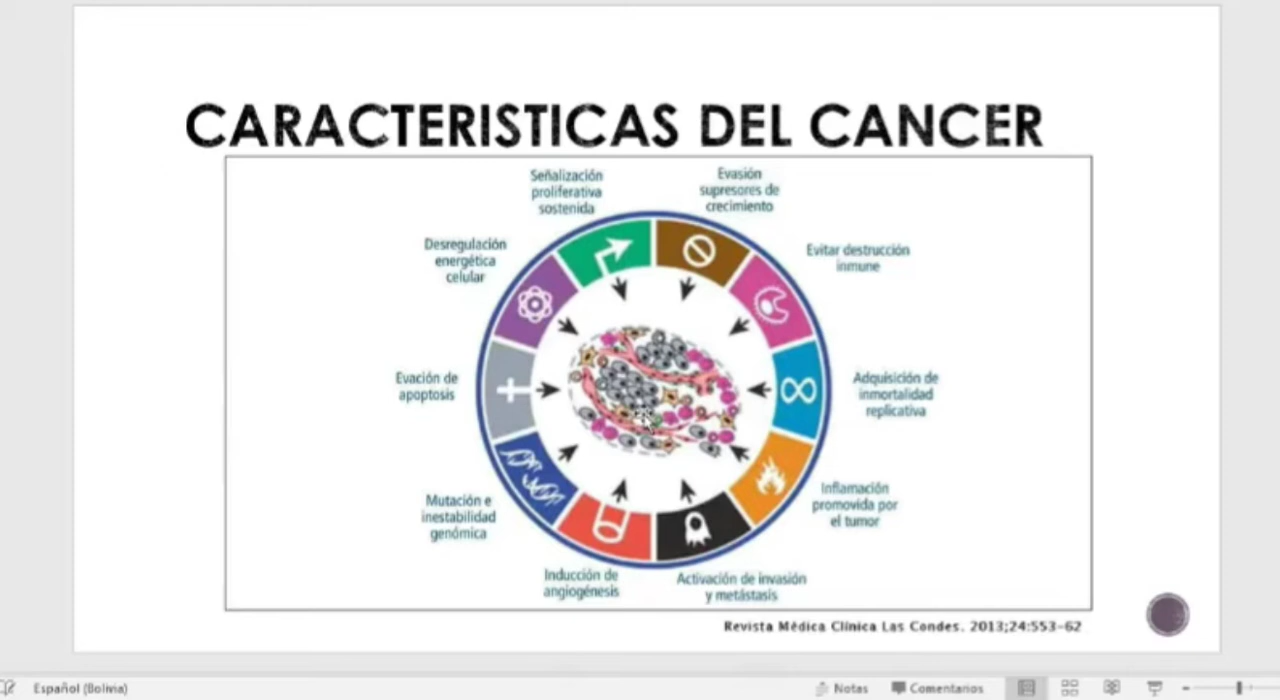 CARACTERISTICAS DEL CANCER
Señalización
proliferativa
sostenida
Evasión
supresores de
crecimiento
Desregulación
energética
celular
Evitar destrucción
inmune
Evación de
apoptosis
Adquisición de
inmortalidad
replicativa
Mutación e
inestabilidad
genómica
Inflamación
promovida por
el tumor
Inducción de
angiogénesis
Activación de invasión
y metástasis
Revista Médica Clínica Las Condes. 2013;24:553-62
Español (Bolivia)
Notas
Comentarios